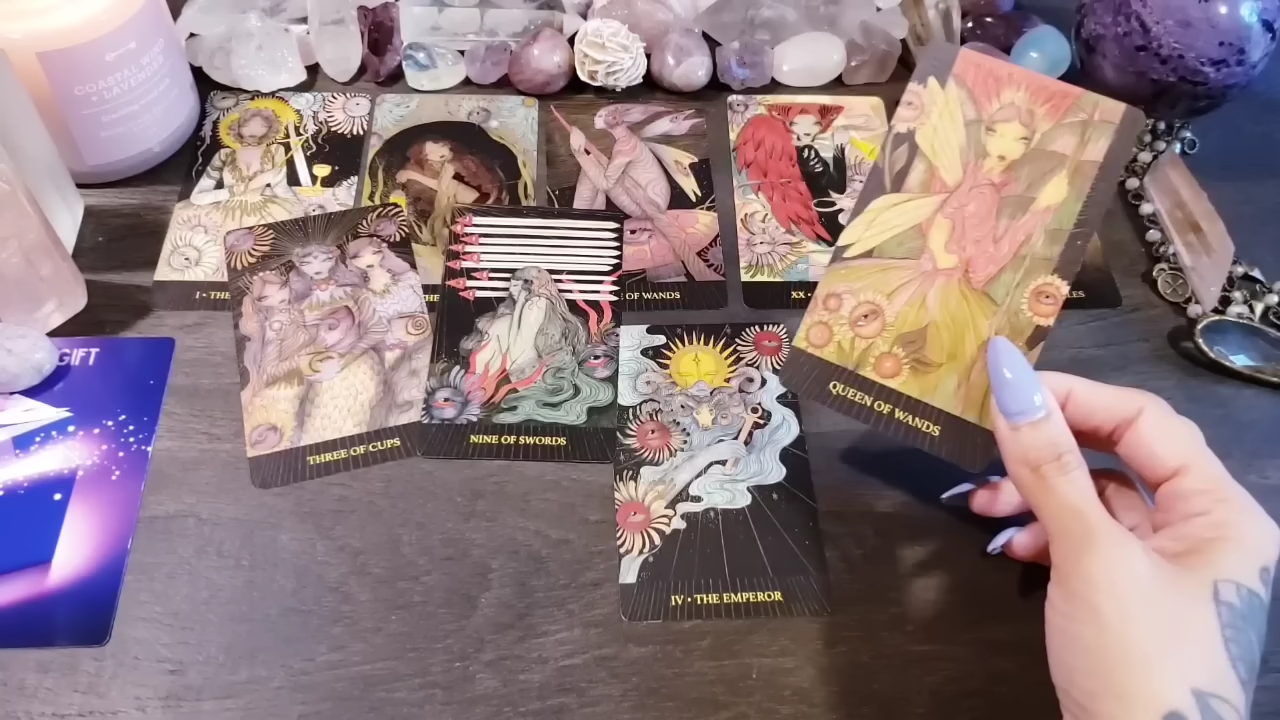 COASTAL WIND
+ LAVENDER
I • THE
THE
OF WANDS
XX •
LES
GIFT
THREE OF CUPS
NINE OF SWORDS
QUEEN OF WANDS
IV • THE EMPEROR